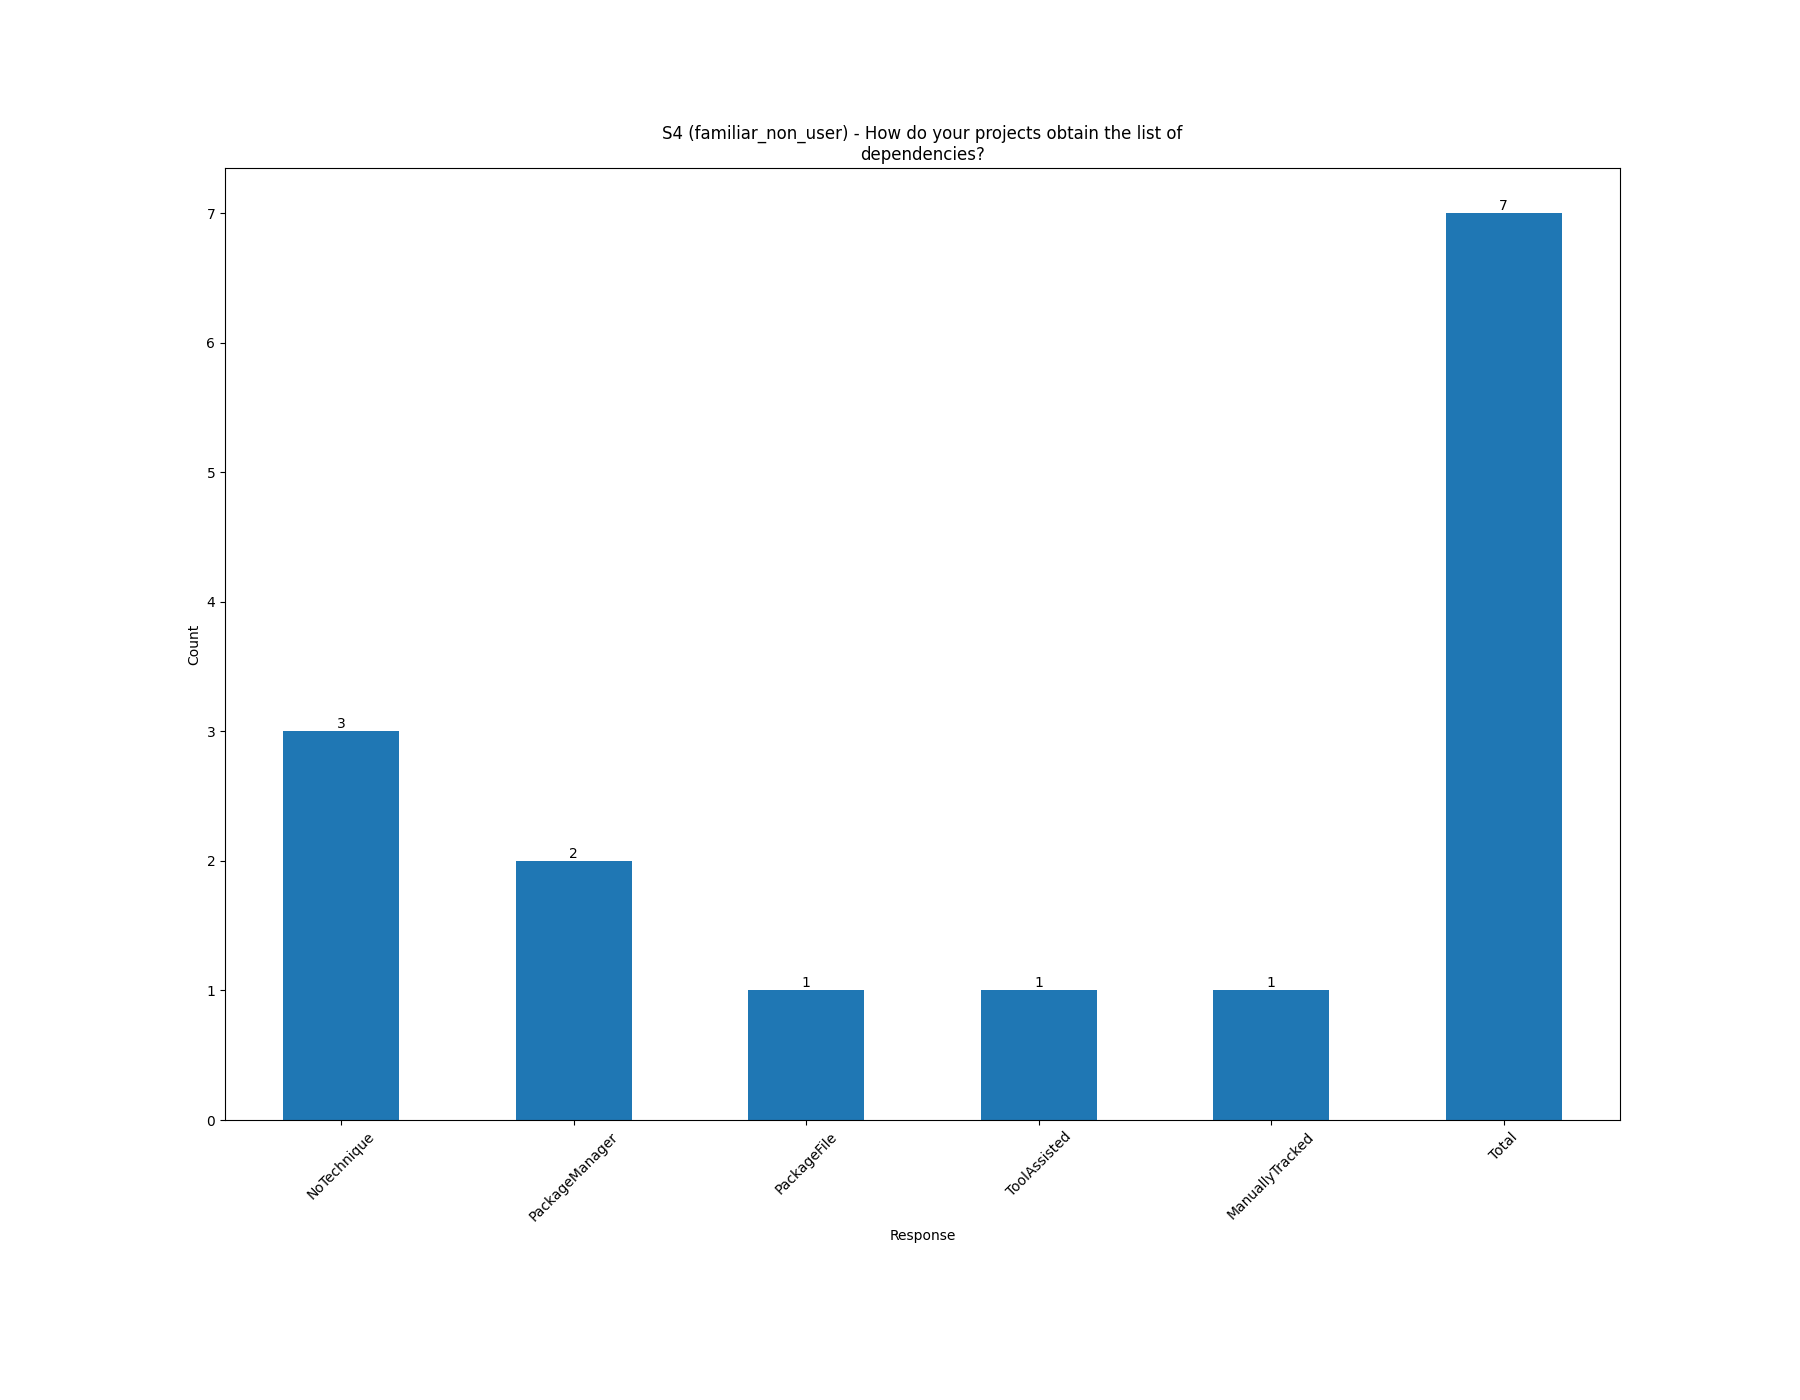 S4 (familiar_non_user) - How do your projects obtain the list of
dependencies?
7
6
5
4
3
2
1
0
Count
3
2
1
1
1
7
NoTechnique
PackageManager
PackageFile
ToolAssisted
ManuallyTracked
Total
Response